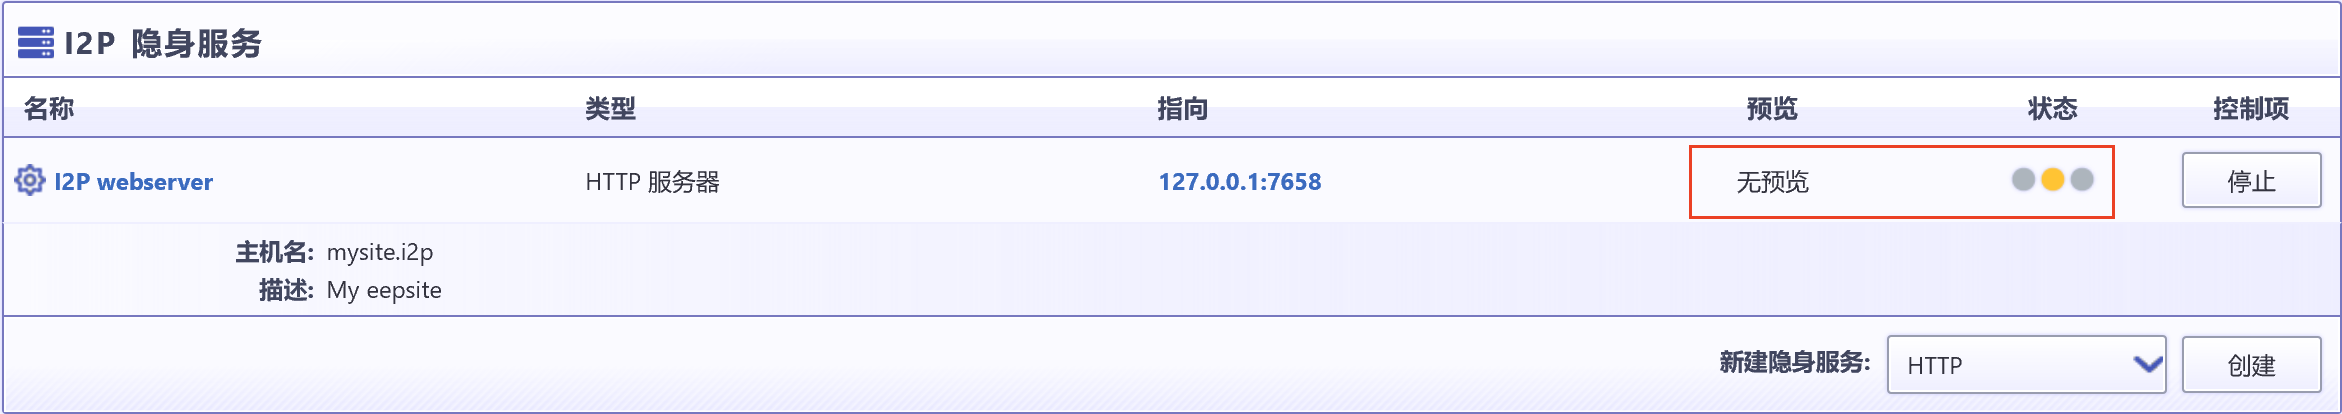 I2P 隐身服务
名称 类型 指向 预览 状态 控制项
I2P webserver HTTP 服务器 127.0.0.1:7658 无预览 停止
主机名: mysite.i2p
描述: My eepsite
新建隐身服务: HTTP 创建